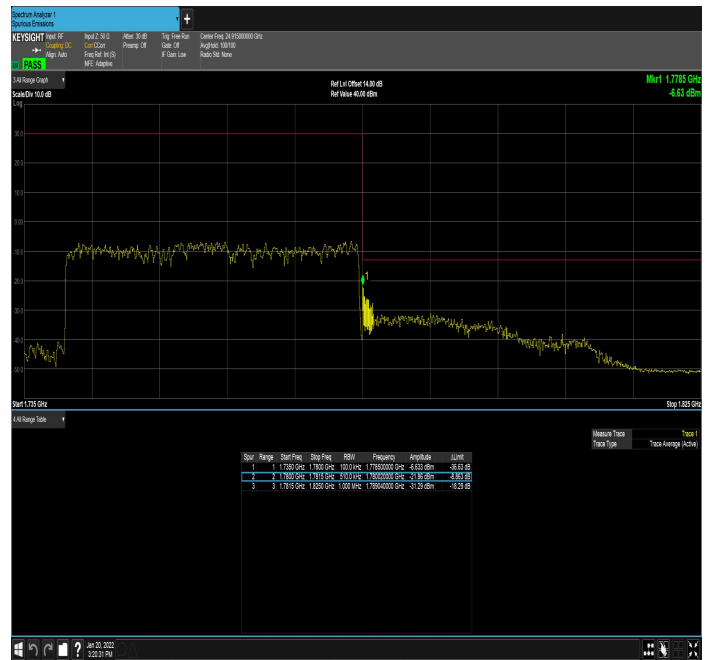 Spectrum Analyzer 1
Spurious Emissions
+
KEYSIGHT Input: RF Input Z: 50 Ω Atten: 30 dB Trig: Free Run Center Freq: 24.915000000 GHz
Coupling: DC Corr CCorr Preamp: Off Gate: Off Avg|Hold: 100/100
Align: Auto Freq Ref: Int (S) IF Gain: Low Radio Std: None
PASS NFE: Adaptive
3 All Range Graph
Ref Lvl Offset 14.00 dB
Mkr1 1.7785 GHz
Scale/Div 10.0 dB
Ref Value 40.00 dBm
-6.63 dBm
Log
30.0
20.0
10.0
0.00
-10.0
-20.0
-30.0
-40.0
-50.0
1
Start 1.735 GHz
Stop 1.825 GHz
4 All Range Table
Measure Trace Trace 1
Trace Type Trace Average (Active)
Spur Range Start Freq Stop Freq RBW Frequency Amplitude ΔLimit
1 1 1.7350 GHz 1.7800 GHz 100.0 kHz 1.778500000 GHz -6.633 dBm -36.63 dB
2 2 1.7800 GHz 1.7815 GHz 510.0 kHz 1.780020000 GHz -21.86 dBm -8.863 dB
3 3 1.7815 GHz 1.8250 GHz 1.000 MHz 1.789040000 GHz -31.29 dBm -18.29 dB
?
Jan 20, 2022
3:20:31 PM